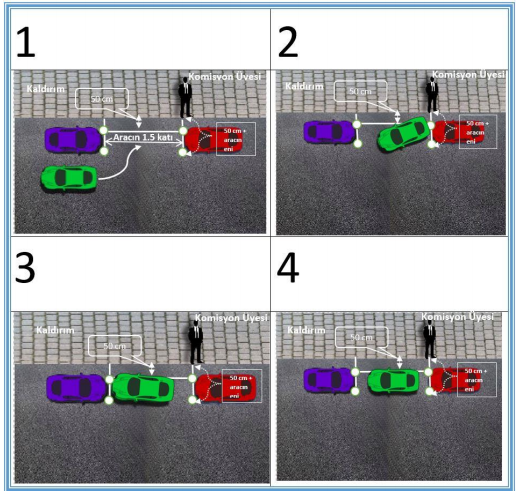 1
Komisyon Üyesi
Kaldırım
50 cm
Aracın 1.5 katı
50 cm +
aracın
eni
2
Komisyon Üyesi
Kaldırım
50 cm
50 cm +
aracın
eni
3
Komisyon Üyesi
Kaldırım
50 cm
50 cm +
aracın
eni
4
Komisyon Üyesi
Kaldırım
50 cm
50 cm +
aracın
eni